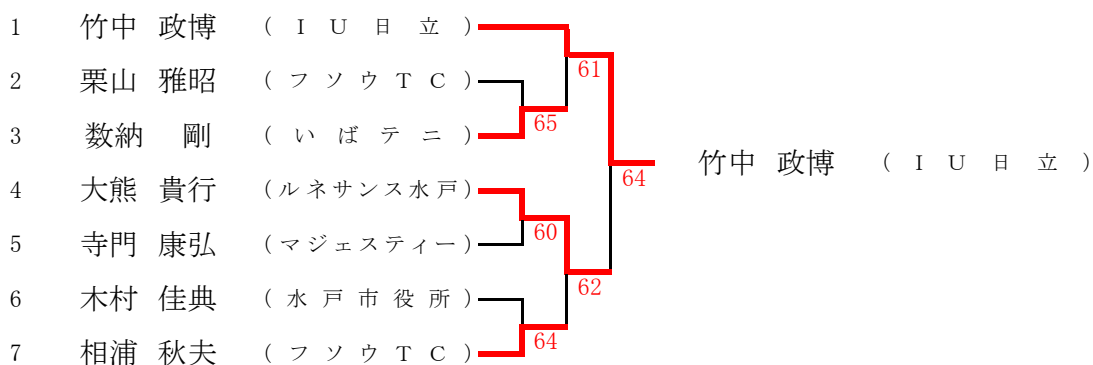 1 竹中 政博 (IU日立)
61
2 栗山 雅昭 (フソウTC)
65
3 数納 剛 (いばテニ)
64 竹中 政博 (IU日立)
4 大熊 貴行 (ルネサンス水戸)
60
5 寺門 康弘 (マジェスティー)
62
6 木村 佳典 (水戸市役所)
64
7 相浦 秋夫 (フソウTC)